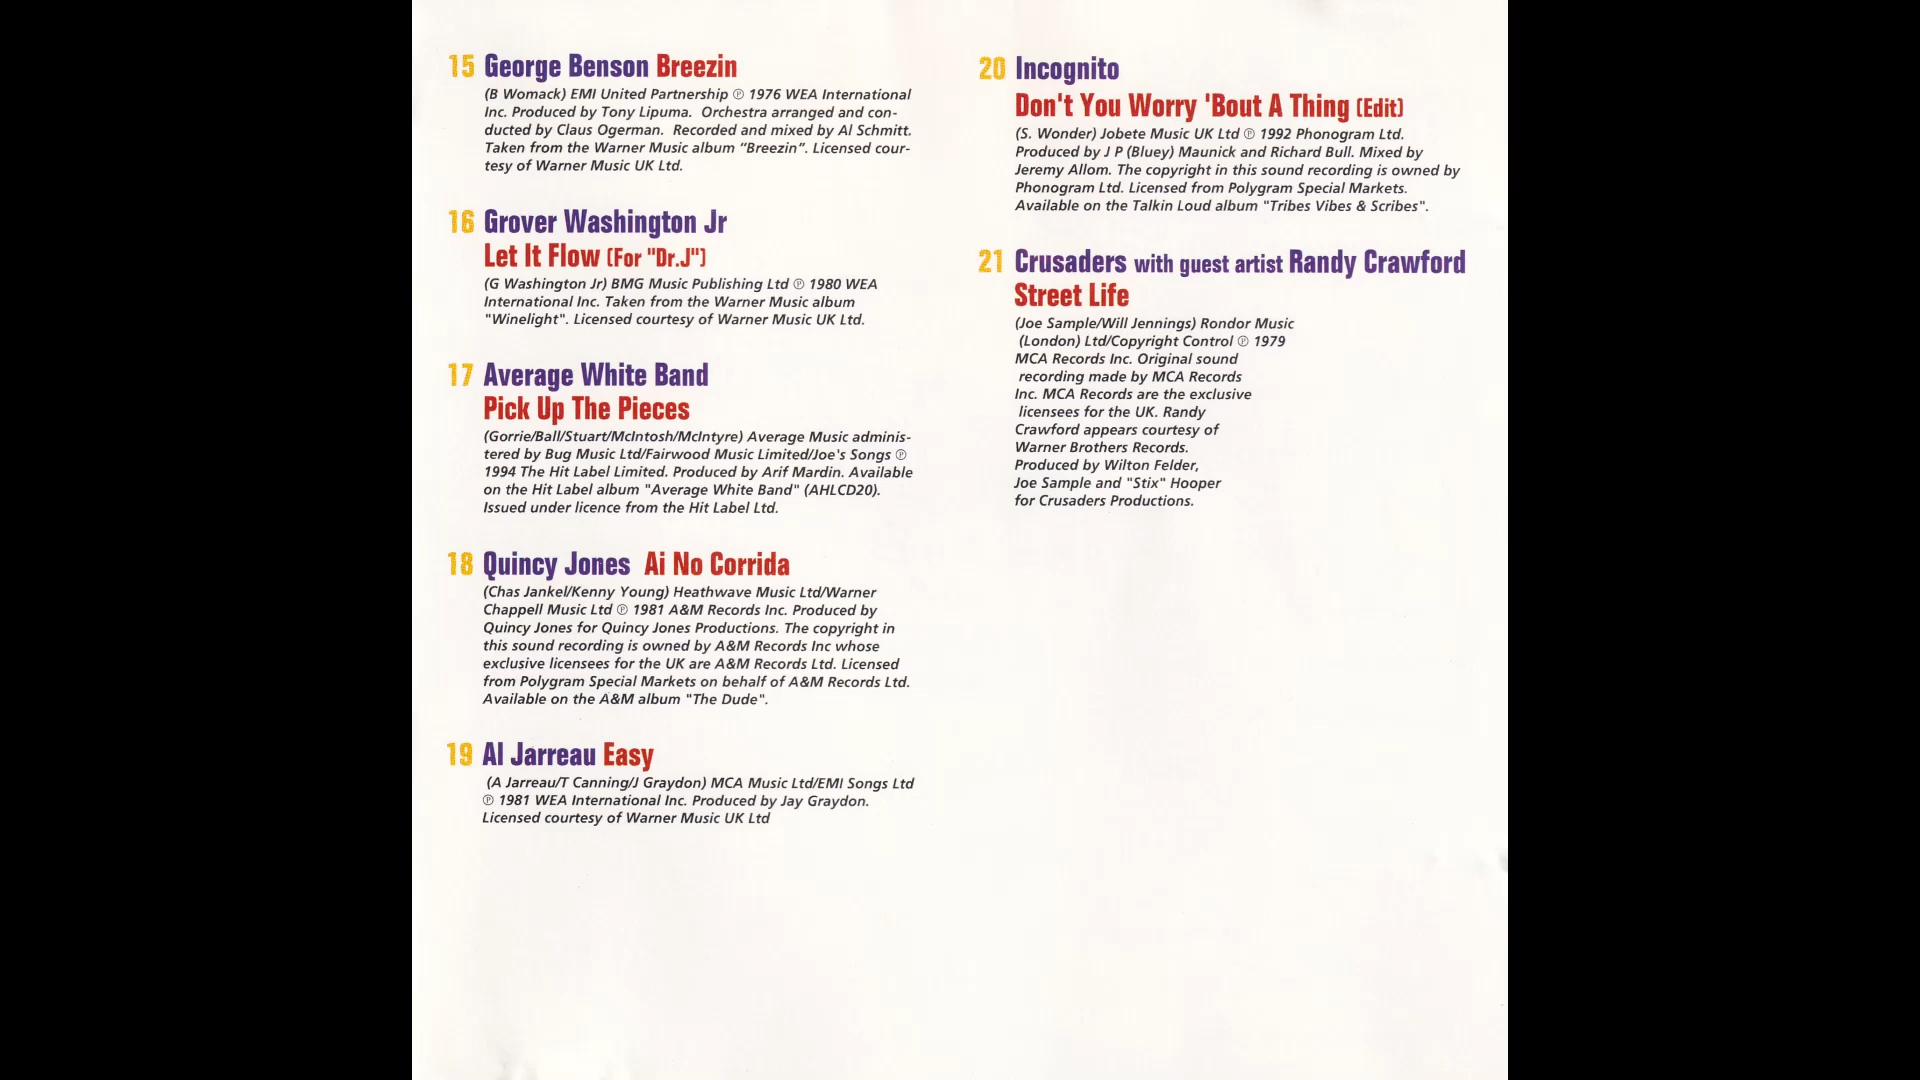 15 George Benson Breezin
(B Womack) EMI United Partnership ℗ 1976 WEA International
Inc. Produced by Tony Lipuma. Orchestra arranged and con-
ducted by Claus Ogerman. Recorded and mixed by Al Schmitt.
Taken from the Warner Music album "Breezin". Licensed cour-
tesy of Warner Music UK Ltd.
16 Grover Washington Jr
Let It Flow (For "Dr.J")
(G Washington Jr) BMG Music Publishing Ltd ℗ 1980 WEA
International Inc. Taken from the Warner Music album
"Winelight". Licensed courtesy of Warner Music UK Ltd.
17 Average White Band
Pick Up The Pieces
(Gorrie/Ball/Stuart/McIntosh/McIntyre) Average Music adminis-
tered by Bug Music Ltd/Fairwood Music Limited/Joe's Songs ℗
1994 The Hit Label Limited. Produced by Arif Mardin. Available
on the Hit Label album "Average White Band" (AHLCD20).
Issued under licence from the Hit Label Ltd.
18 Quincy Jones Ai No Corrida
(Chas Jankel/Kenny Young) Heathwave Music Ltd/Warner
Chappell Music Ltd ℗ 1981 A&M Records Inc. Produced by
Quincy Jones for Quincy Jones Productions. The copyright in
this sound recording is owned by A&M Records Inc whose
exclusive licensees for the UK are A&M Records Ltd. Licensed
from Polygram Special Markets on behalf of A&M Records Ltd.
Available on the A&M album "The Dude".
19 Al Jarreau Easy
(A Jarreau/T Canning/J Graydon) MCA Music Ltd/EMI Songs Ltd
℗ 1981 WEA International Inc. Produced by Jay Graydon.
Licensed courtesy of Warner Music UK Ltd
20 Incognito
Don't You Worry 'Bout A Thing (Edit)
(S. Wonder) Jobete Music UK Ltd ℗ 1992 Phonogram Ltd.
Produced by J P (Bluey) Maunick and Richard Bull. Mixed by
Jeremy Allom. The copyright in this sound recording is owned by
Phonogram Ltd. Licensed from Polygram Special Markets.
Available on the Talkin Loud album "Tribes Vibes & Scribes".
21 Crusaders with guest artist Randy Crawford
Street Life
(Joe Sample/Will Jennings) Rondor Music
(London) Ltd/Copyright Control ℗ 1979
MCA Records Inc. Original sound
recording made by MCA Records
Inc. MCA Records are the exclusive
licensees for the UK. Randy
Crawford appears courtesy of
Warner Brothers Records.
Produced by Wilton Felder,
Joe Sample and "Stix" Hooper
for Crusaders Productions.